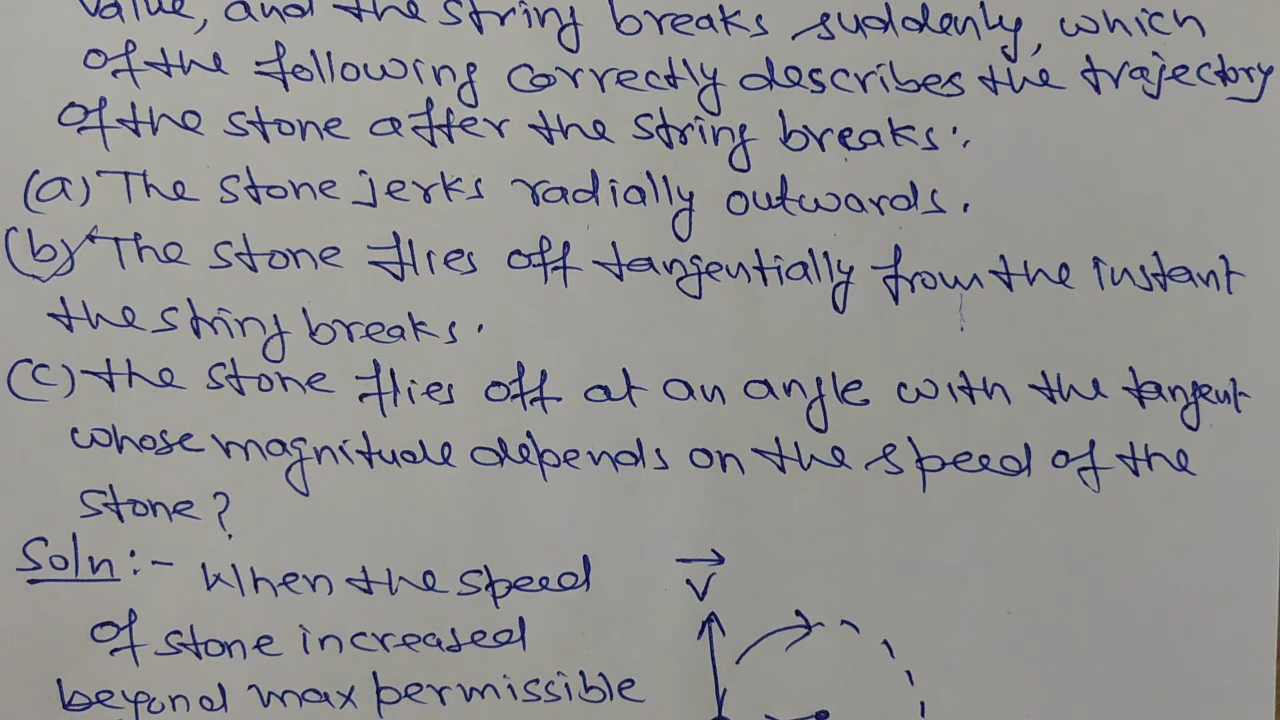 value, and the string breaks suddenly, which
of the following correctly describes the trajectory
of the stone after the string breaks:
(a) The stone jerks radially outwards.
(b) The stone flies off tangentially from the instant
the string breaks.
(c) the stone flies off at an angle with the tangent
whose magnitude depends on the speed of the
stone?
Soln:- When the speed
of stone increased
beyond max permissible
V